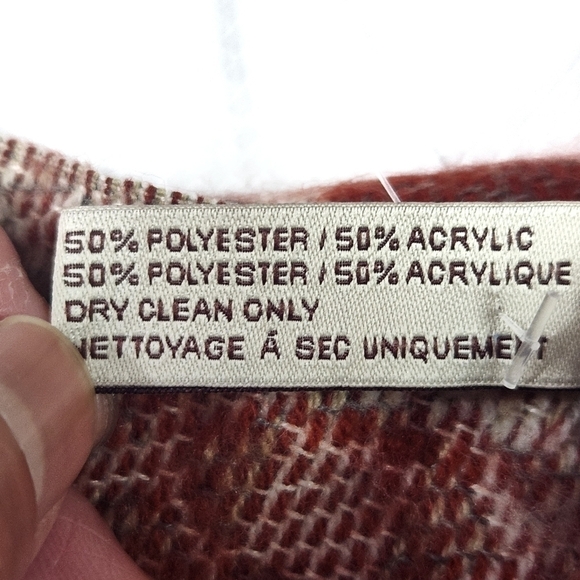 50% POLYESTER / 50% ACRYLIC
50% POLYESTER / 50% ACRYLIQUE
DRY CLEAN ONLY
NETTOYAGE Á SEC UNIQUEMENT